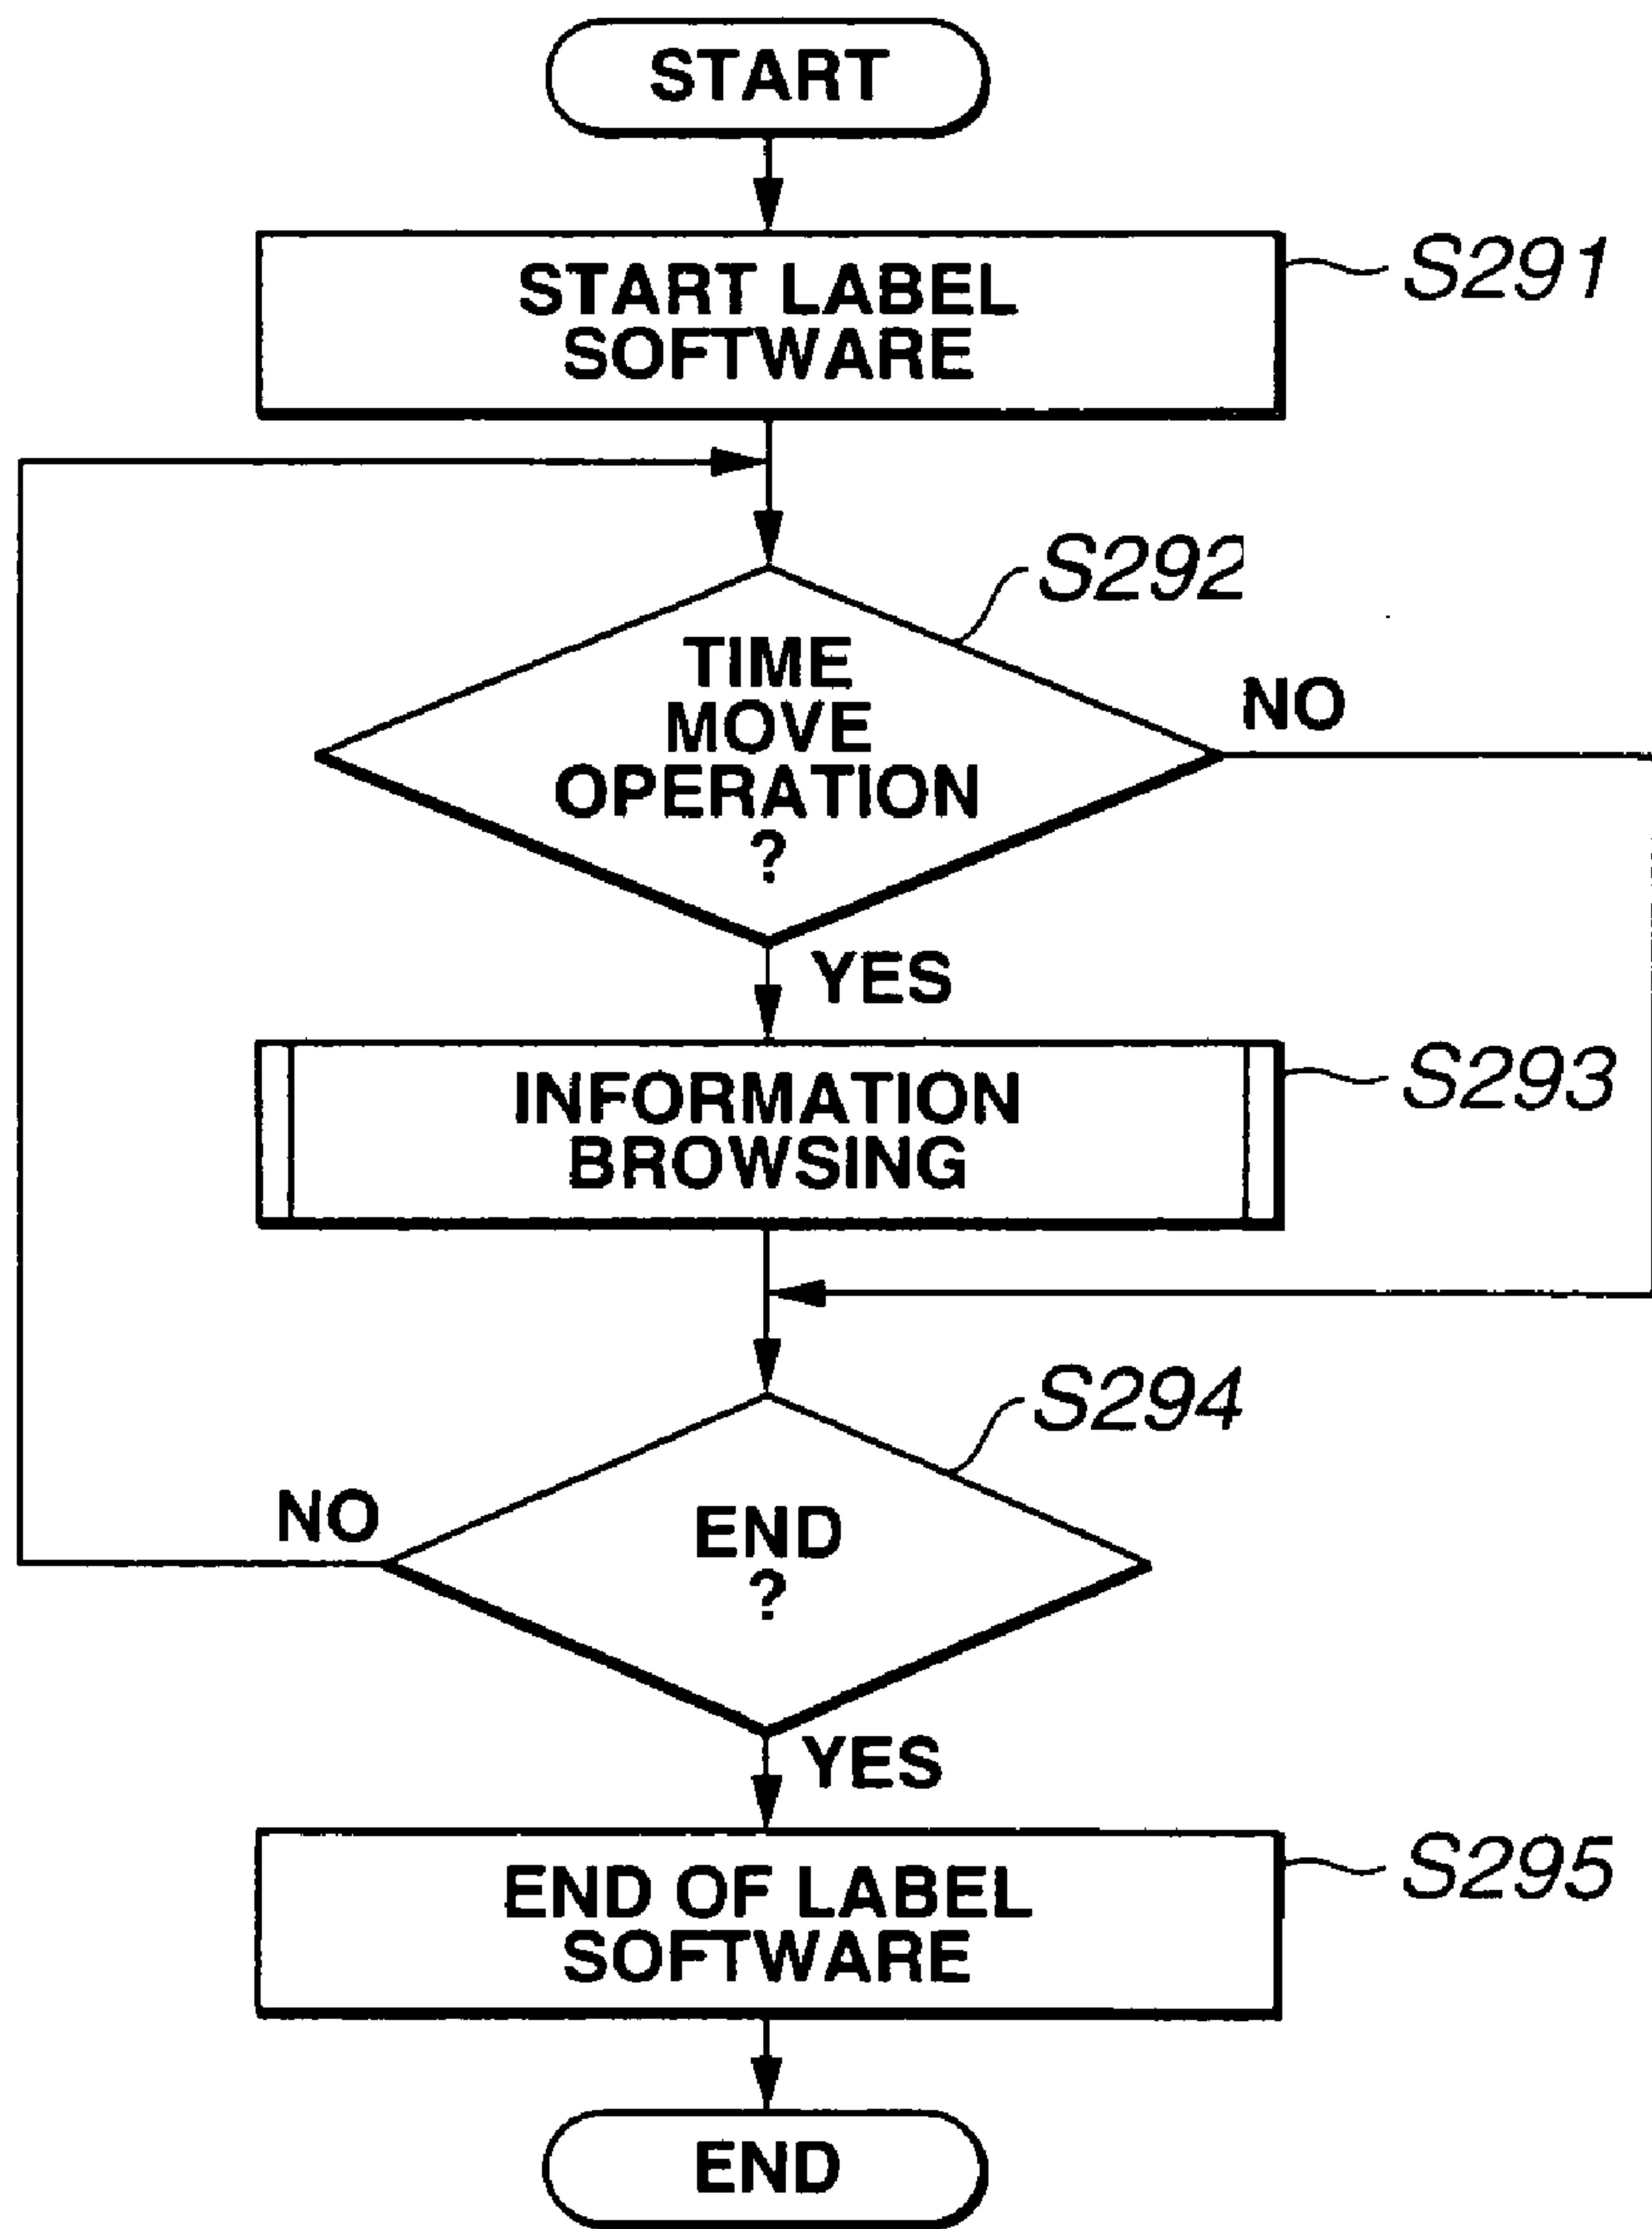 START
START LABEL
SOFTWARE
S291
S292
TIME
MOVE
OPERATION
?
NO
YES
INFORMATION
BROWSING
S293
S294
NO
END
?
YES
END OF LABEL
SOFTWARE
S295
END